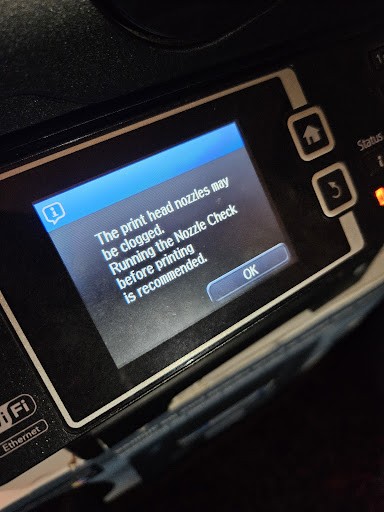 The print head nozzles may
be clogged.
Running the Nozzle Check
before printing
is recommended.
OK
Status
i
Fi
Ethernet